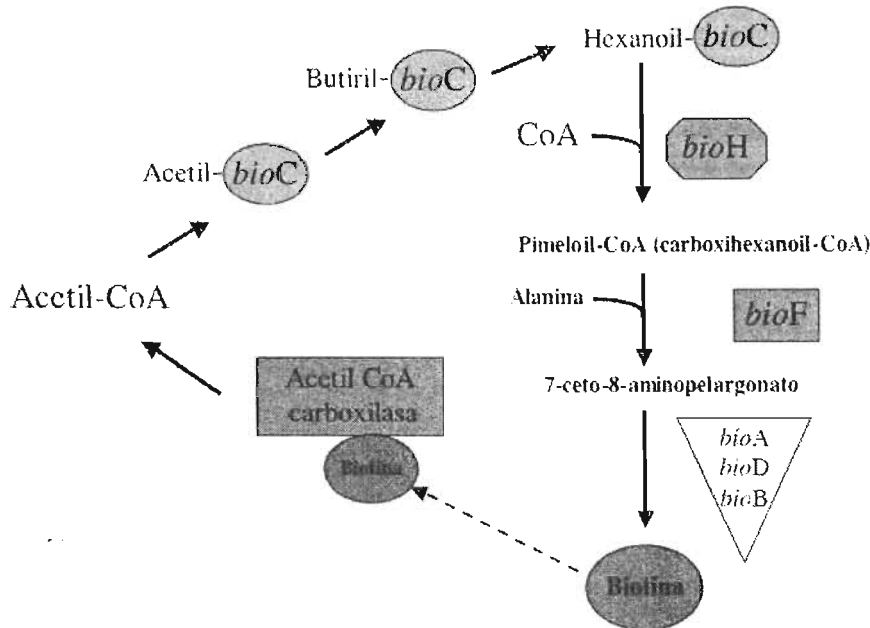 Hexanoil-bioC
Butiril-bioC
CoA
bioH
Acetil-bioC
Pimeloil-CoA (carboxihexanoil-CoA)
Acetil-CoA
Alanina
bioF
Acetil CoA
carboxilasa
7-ceto-8-aminopelargonato
Biotina
bioA
bioD
bioB
Biotina